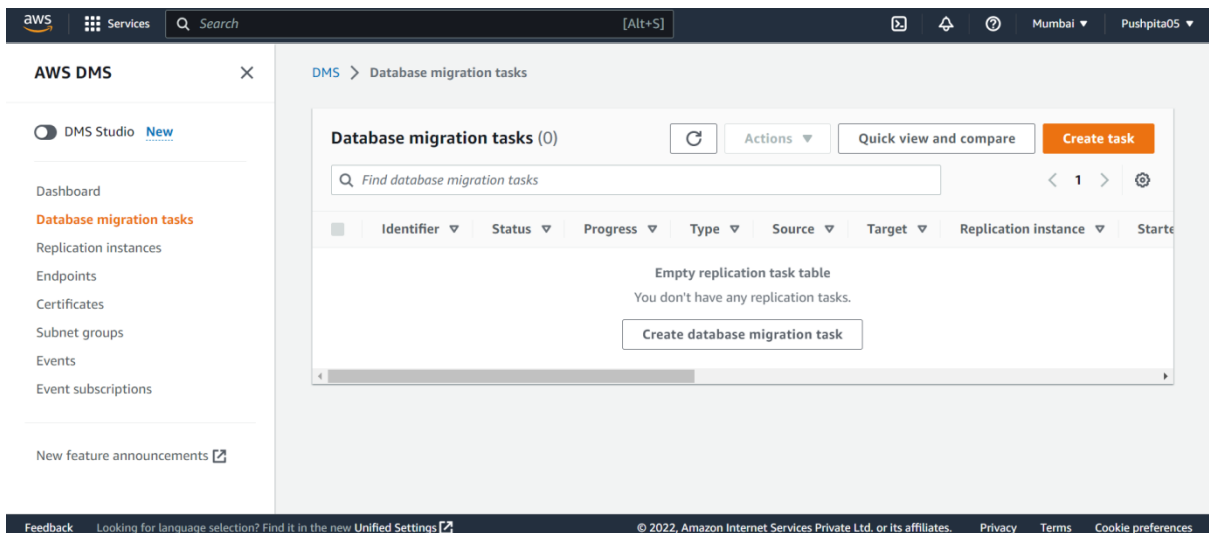 aws Services Search [Alt+S] Mumbai Pushpita05
AWS DMS
DMS Studio New
Dashboard
Database migration tasks
Replication instances
Endpoints
Certificates
Subnet groups
Events
Event subscriptions
New feature announcements
DMS > Database migration tasks
Database migration tasks (0) Actions Quick view and compare Create task
Find database migration tasks 1
Identifier Status Progress Type Source Target Replication instance Starte
Empty replication task table
You don't have any replication tasks.
Create database migration task
Feedback Looking for language selection? Find it in the new Unified Settings © 2022, Amazon Internet Services Private Ltd. or its affiliates. Privacy Terms Cookie preferences